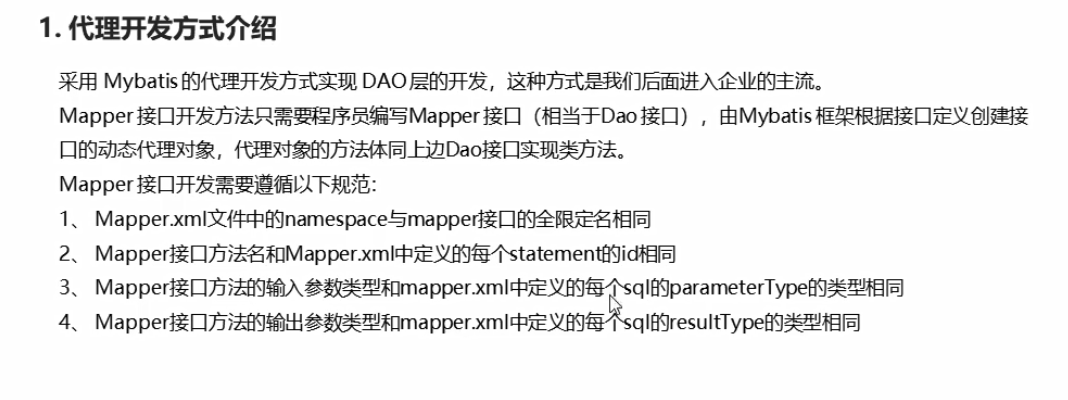 1. 代理开发方式介绍
采用 Mybatis 的代理开发方式实现 DAO 层的开发，这种方式是我们后面进入企业的主流。
Mapper 接口开发方法只需要程序员编写Mapper 接口（相当于Dao 接口），由Mybatis 框架根据接口定义创建接
口的动态代理对象，代理对象的方法体同上边Dao接口实现类方法。
Mapper 接口开发需要遵循以下规范：
1、 Mapper.xml文件中的namespace与mapper接口的全限定名相同
2、 Mapper接口方法名和Mapper.xml中定义的每个statement的id相同
3、 Mapper接口方法的输入参数类型和mapper.xml中定义的每个sql的parameterType的类型相同
4、 Mapper接口方法的输出参数类型和mapper.xml中定义的每个sql的resultType的类型相同